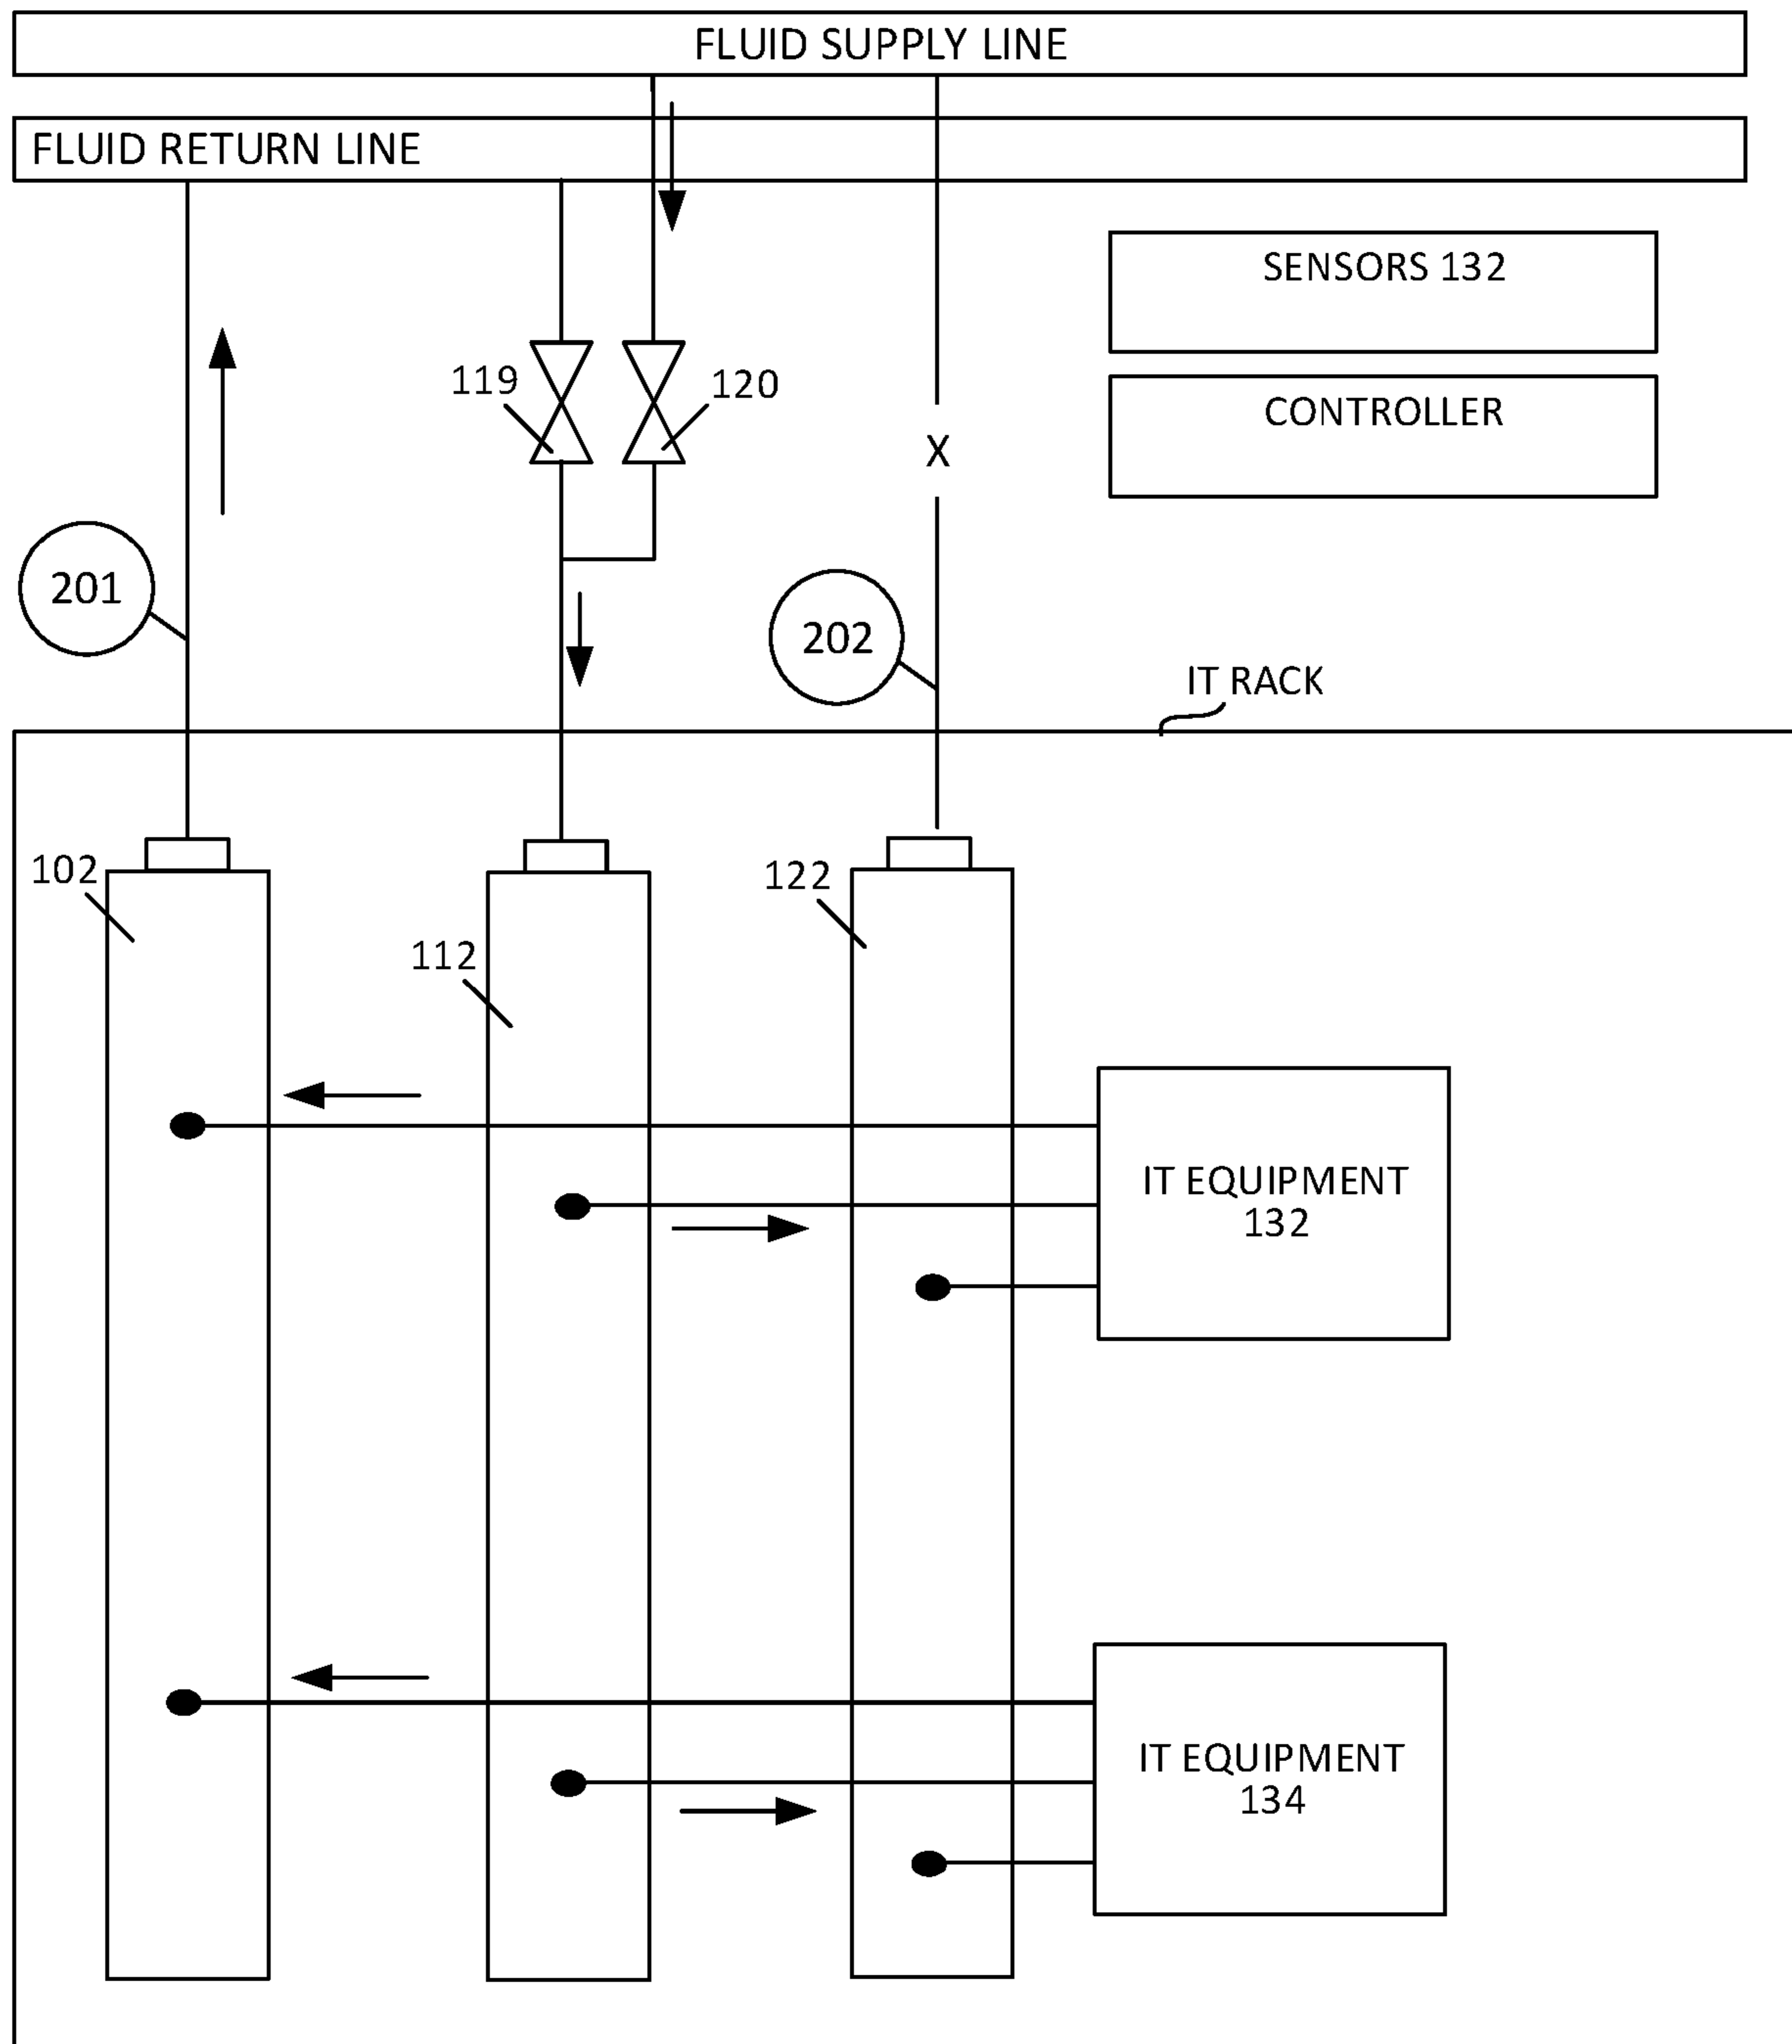 FLUID SUPPLY LINE
FLUID RETURN LINE
SENSORS 132
119
120
CONTROLLER
X
201
202
IT RACK
102
122
112
IT EQUIPMENT
132
IT EQUIPMENT
134